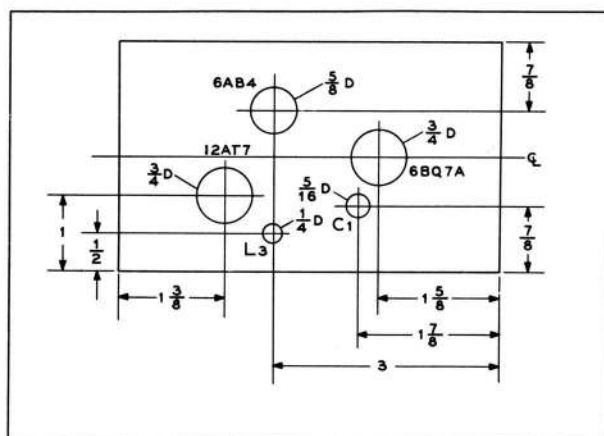 6AB4
5/8 D
7/8
12AT7
3/4 D
℄
3/4 D
6BQ7A
5/16 D
1/4 D
C1
L3
1
1/2
7/8
1 3/8
1 5/8
1 7/8
3